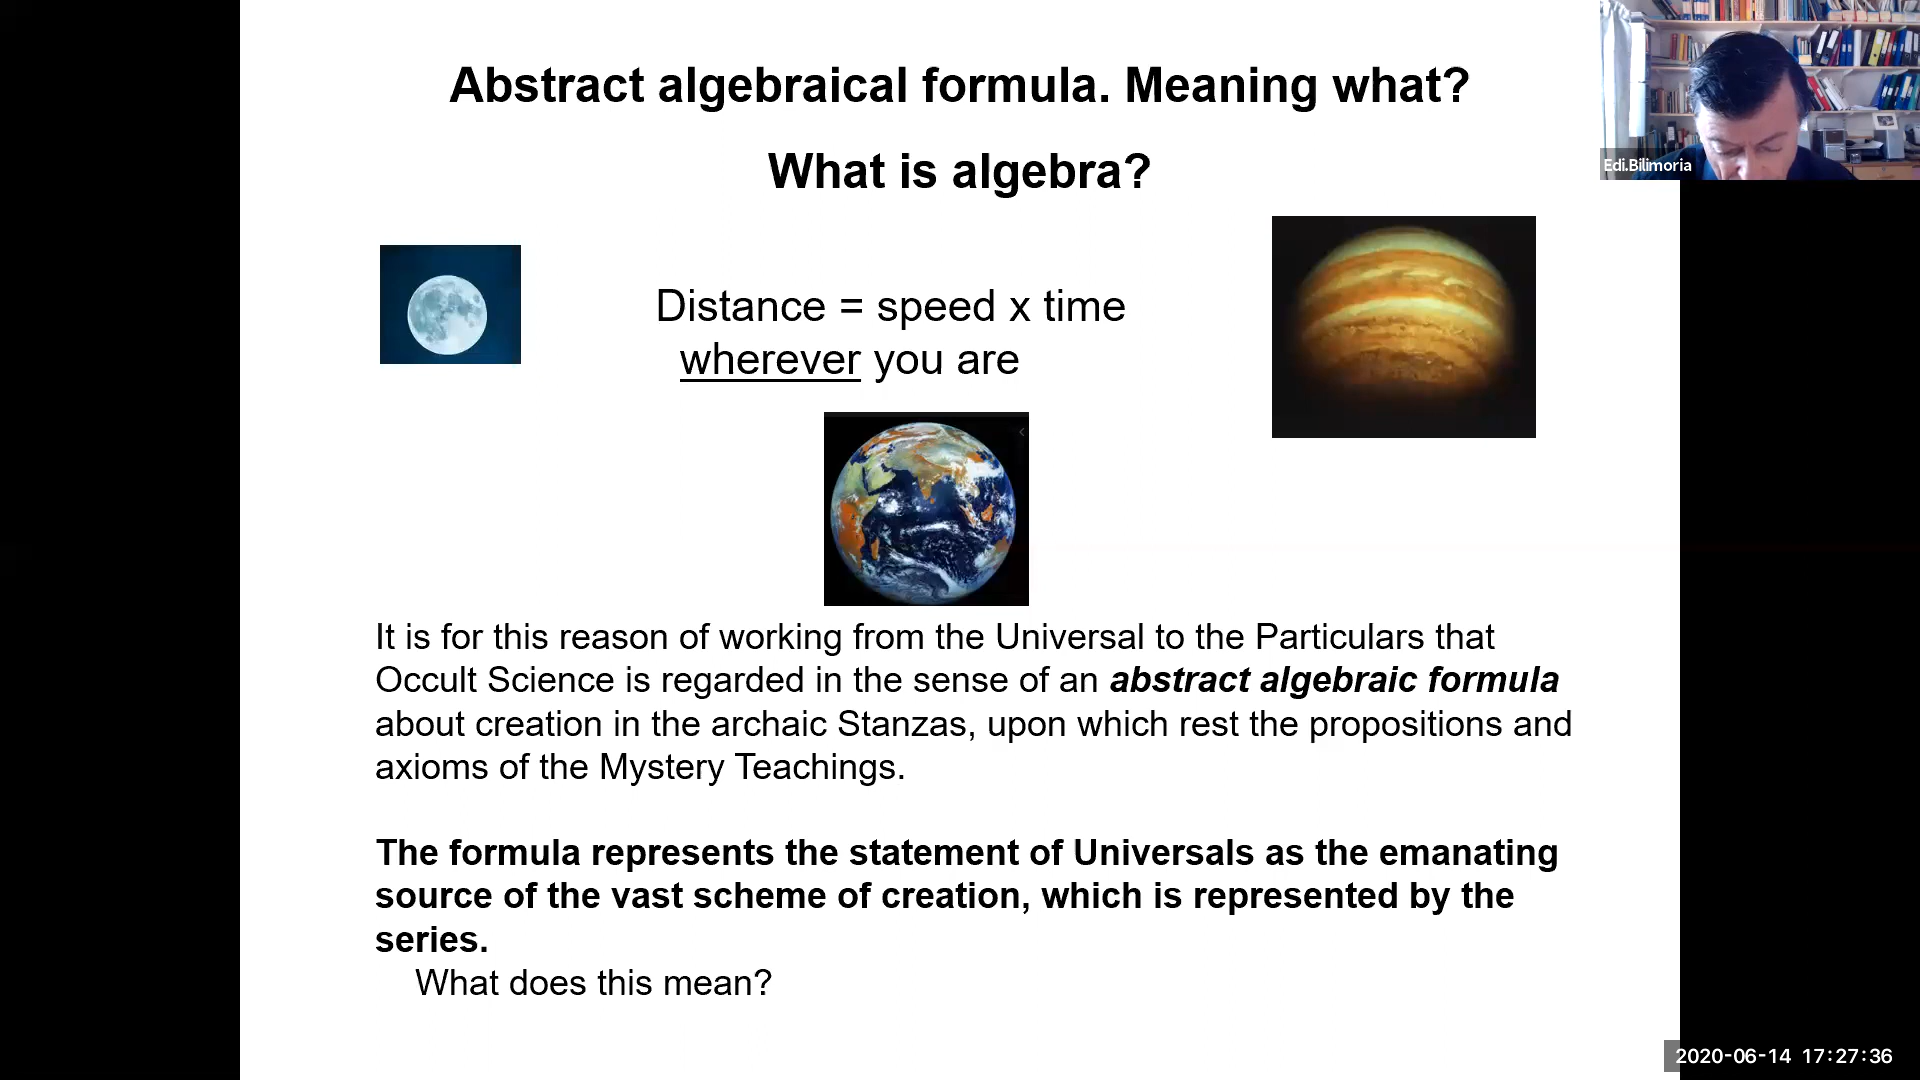 Abstract algebraical formula. Meaning what?
What is algebra?
Edi.Bilimoria
Distance = speed x time
wherever you are
It is for this reason of working from the Universal to the Particulars that
Occult Science is regarded in the sense of an abstract algebraic formula
about creation in the archaic Stanzas, upon which rest the propositions and
axioms of the Mystery Teachings.
The formula represents the statement of Universals as the emanating
source of the vast scheme of creation, which is represented by the
series.
What does this mean?
2020-06-14 17:27:36